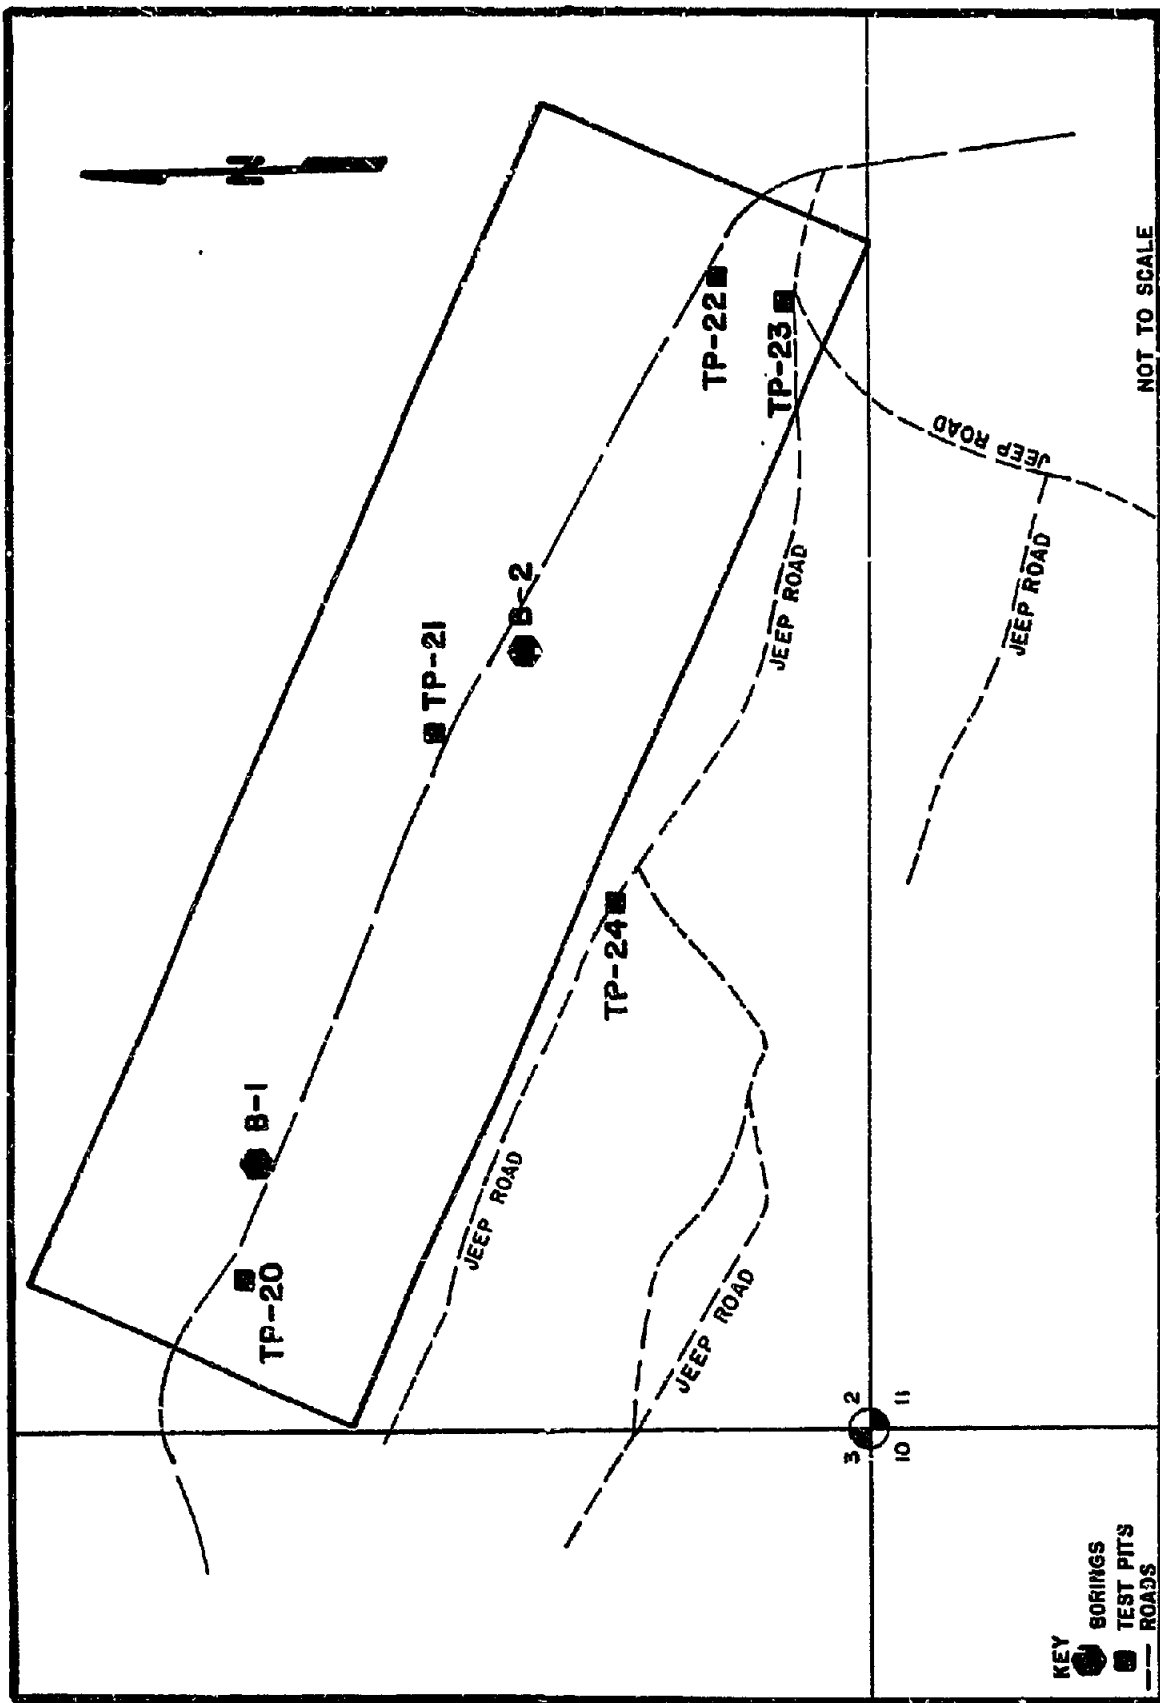 N
TP-20
B-1
TP-21
B-2
TP-22
TP-23
TP-24
JEEP ROAD
JEEP ROAD
JEEP ROAD
JEEP ROAD
JEEP ROAD
3 2
10 11
KEY
BORINGS
TEST PITS
ROADS
NOT TO SCALE